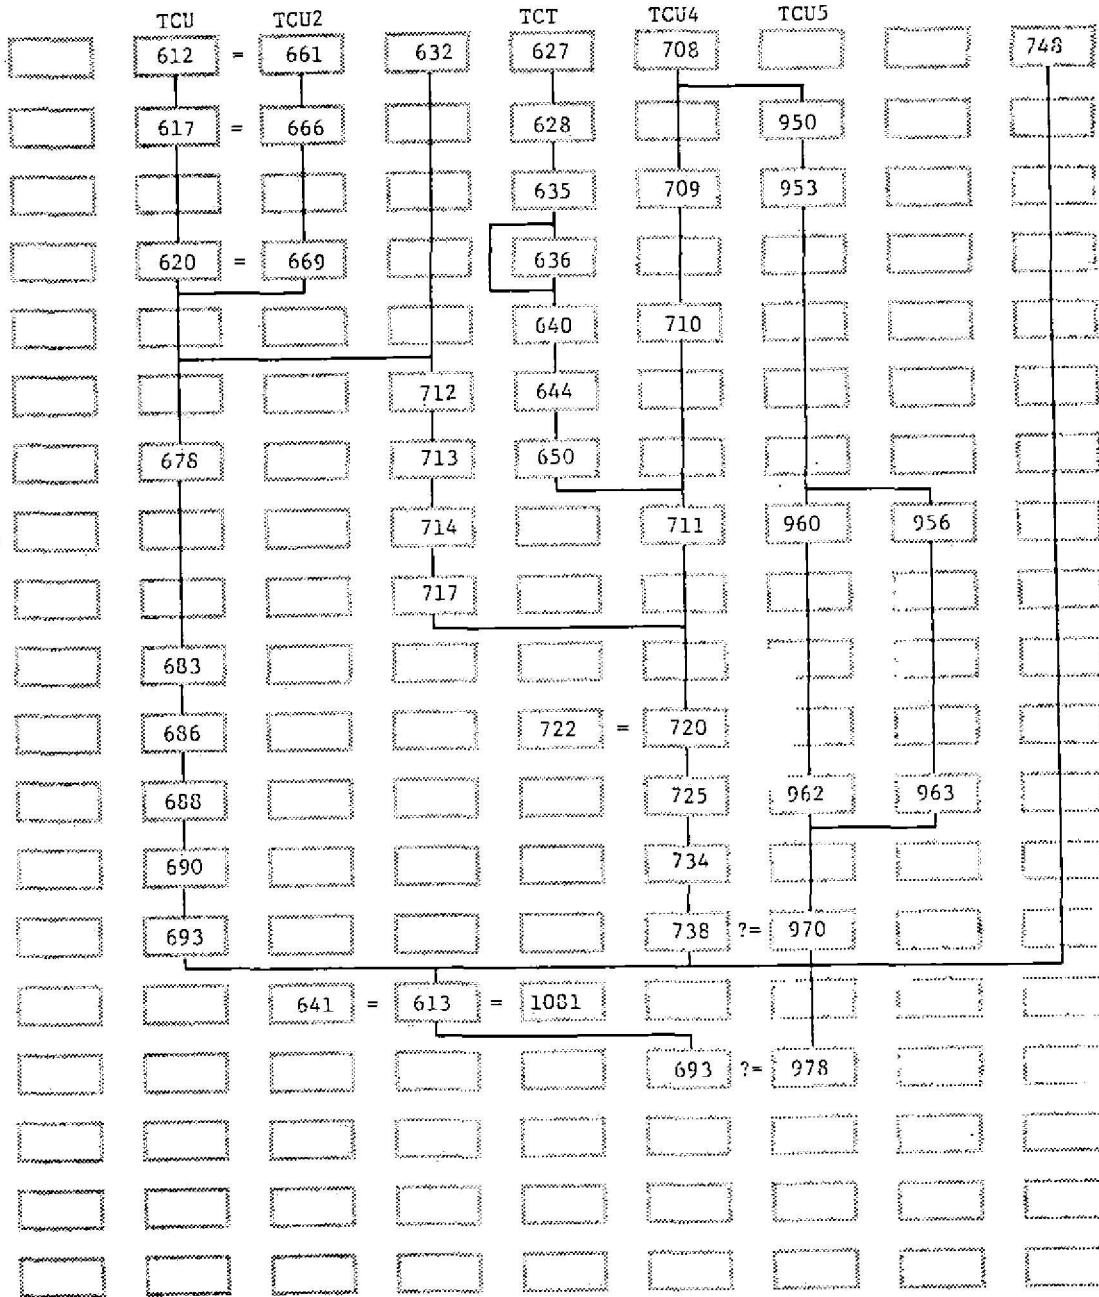 TCU TCU2 TCT TCU4 TCU5
612 = 661 632 627 708 748
617 = 666 628 950
635 709 953
620 = 669 636
640 710
712 644
678 713 650
714 711 960 956
717
683
686 722 = 720
688 725 962 963
690 734
693 738 ?= 970
641 = 613 = 1081
693 ?= 978